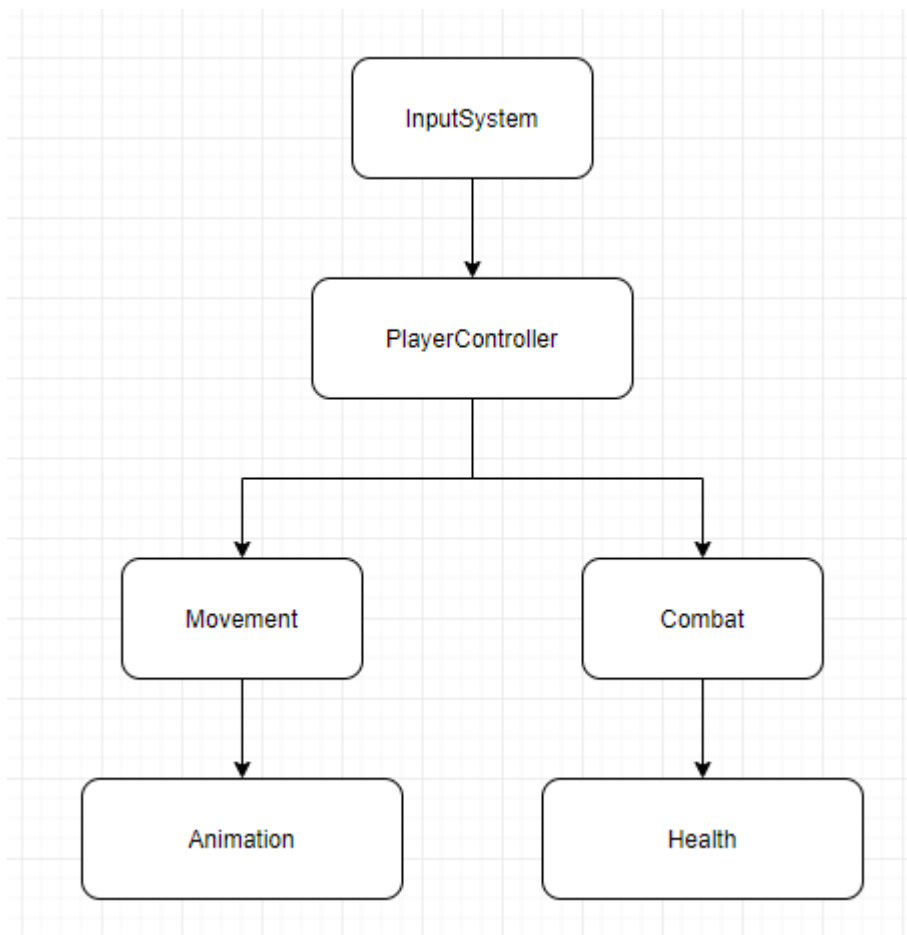 InputSystem
PlayerController
Movement
Combat
Animation
Health